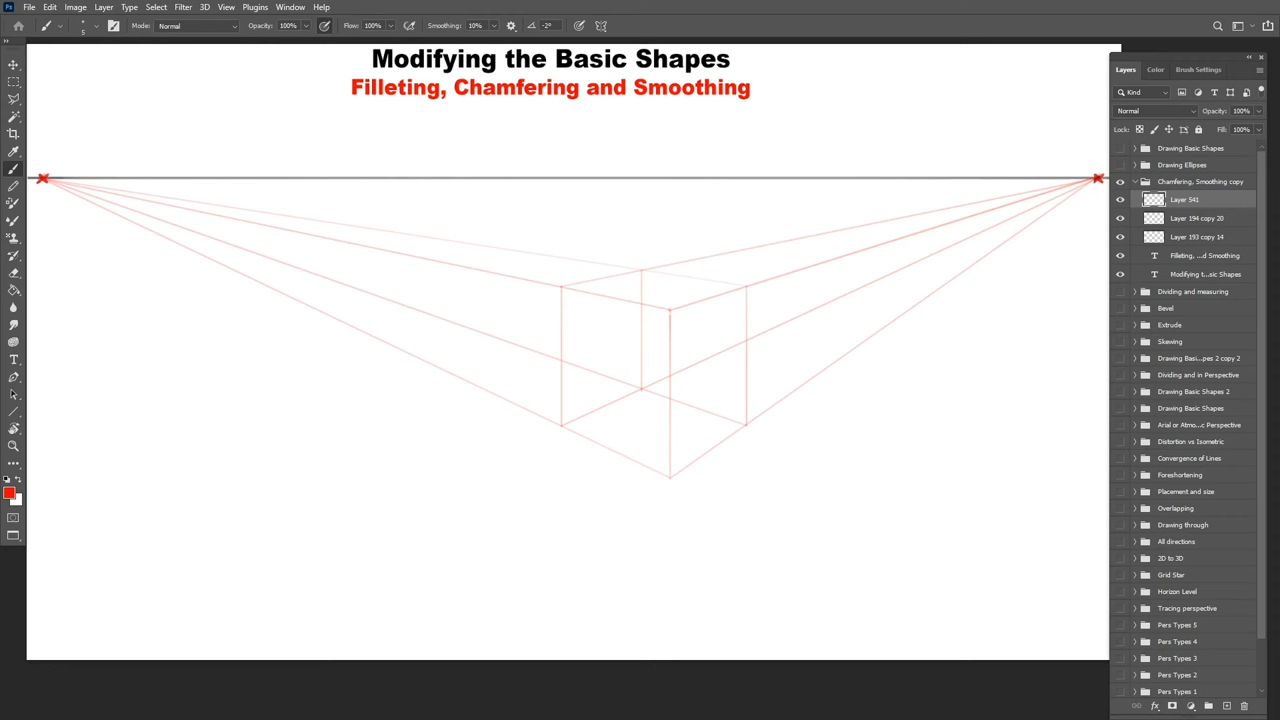 Ps File Edit Image Layer Type Select Filter 3D View Plugins Window Help
5 Mode: Normal Opacity: 100% Flow: 100% Smoothing: 10% -2°
Modifying the Basic Shapes
Filleting, Chamfering and Smoothing
Layers Color Brush Settings
Kind
Normal Opacity: 100%
Lock: Fill: 100%
Drawing Basic Shapes
Drawing Ellipses
Chamfering, Smoothing copy
Layer 541
Layer 194 copy 20
Layer 193 copy 14
T Filleting, ...d Smoothing
T Modifying t...sic Shapes
Dividing and measuring
Bevel
Extrude
Skewing
Drawing Basi...pes 2 copy 2
Dividing and in Perspective
Drawing Basic Shapes 2
Drawing Basic Shapes
Arial or Atmo...c Perspective
Distortion vs Isometric
Convergence of Lines
Foreshortening
Placement and size
Overlapping
Drawing through
All directions
2D to 3D
Grid Star
Horizon Level
Tracing perspective
Pers Types 5
Pers Types 4
Pers Types 3
Pers Types 2
Pers Types 1
fx